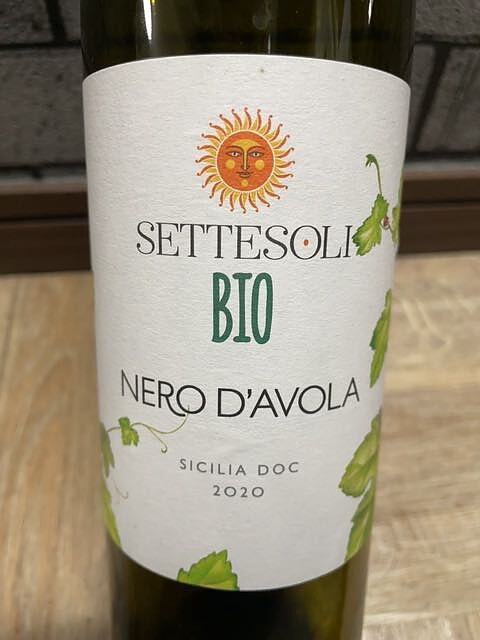 SETTESOLI
BIO
NERO D'AVOLA
SICILIA DOC
2020